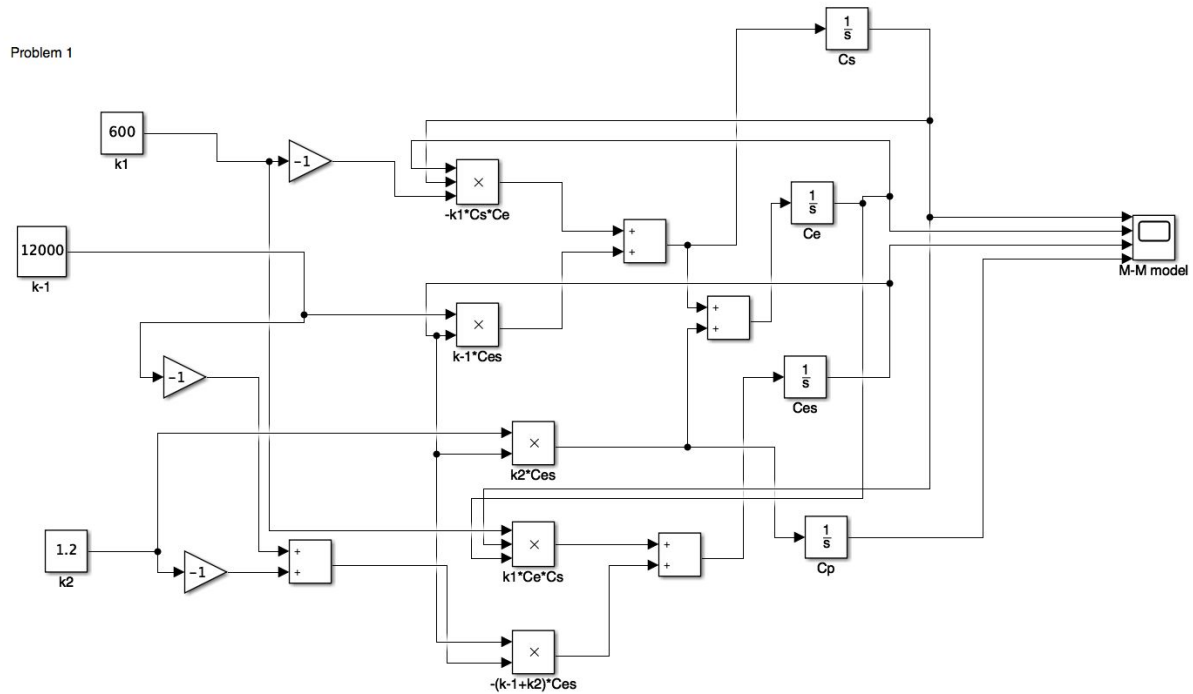 Problem 1
1
s
Cs
600
k1
-1
×
-k1*Cs*Ce
1
s
Ce
+
+
M-M model
12000
k-1
×
k-1*Ces
+
+
-1
1
s
Ces
×
k2*Ces
1.2
k2
-1
+
+
×
k1*Ce*Cs
+
+
1
s
Cp
×
-(k-1+k2)*Ces